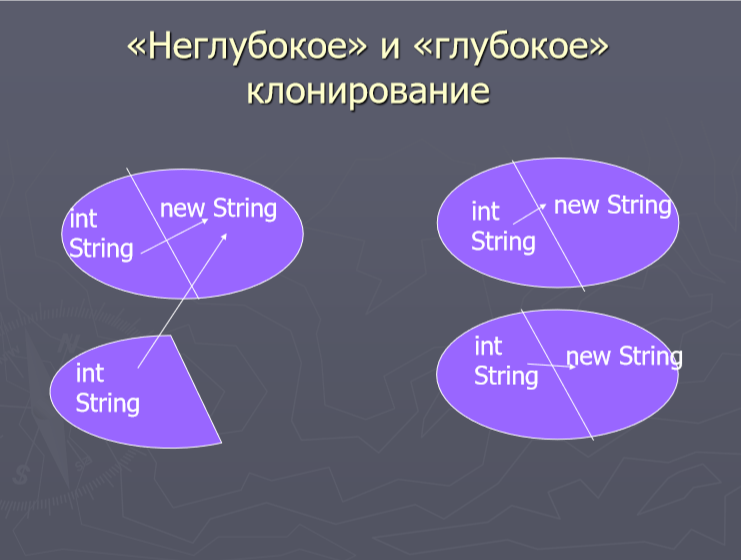 «Неглубокое» и «глубокое»
клонирование
int
String
new String
int
String
new String
int
String
int
String
new String